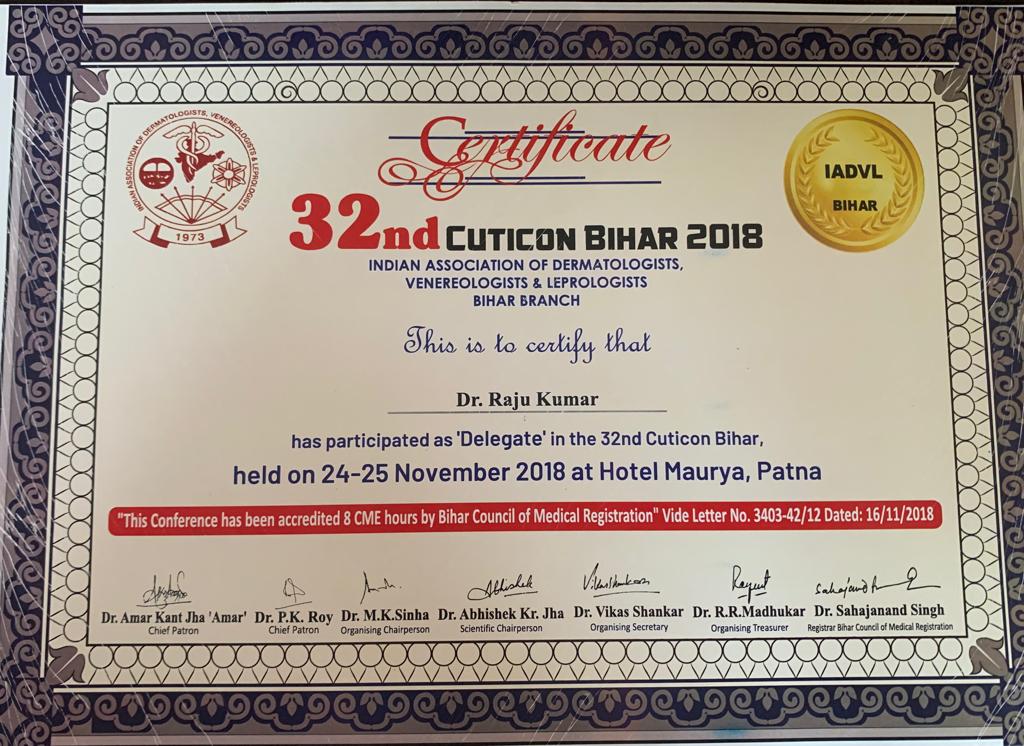 INDIAN ASSOCIATION OF DERMATOLOGISTS, VENEREOLOGISTS & LEPROLOGISTS
1973
Certificate
IADVL
BIHAR
32nd CUTICON BIHAR 2018
INDIAN ASSOCIATION OF DERMATOLOGISTS,
VENEREOLOGISTS & LEPROLOGISTS
BIHAR BRANCH
This is to certify that
Dr. Raju Kumar
has participated as 'Delegate' in the 32nd Cuticon Bihar,
held on 24-25 November 2018 at Hotel Maurya, Patna
"This Conference has been accredited 8 CME hours by Bihar Council of Medical Registration" Vide Letter No. 3403-42/12 Dated: 16/11/2018
Abhishek
Dr. Amar Kant Jha 'Amar' Dr. P.K. Roy Dr. M.K.Sinha Dr. Abhishek Kr. Jha Dr. Vikas Shankar Dr. R.R.Madhukar Dr. Sahajanand Singh
Chief Patron Chief Patron Organising Chairperson Scientific Chairperson Organising Secretary Organising Treasurer Registrar Bihar Council of Medical Registration